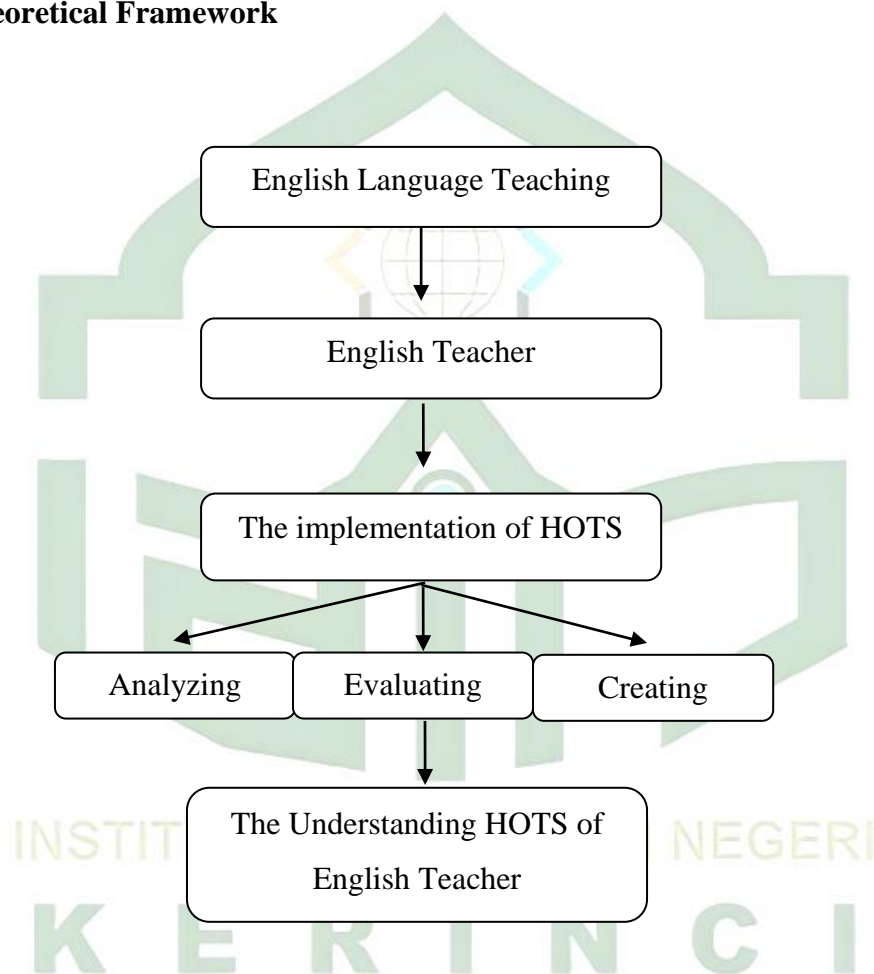 eoretical Framework
English Language Teaching
English Teacher
The implementation of HOTS
Analyzing
Evaluating
Creating
The Understanding HOTS of
English Teacher
INSTIT NEGERI
KERINCI